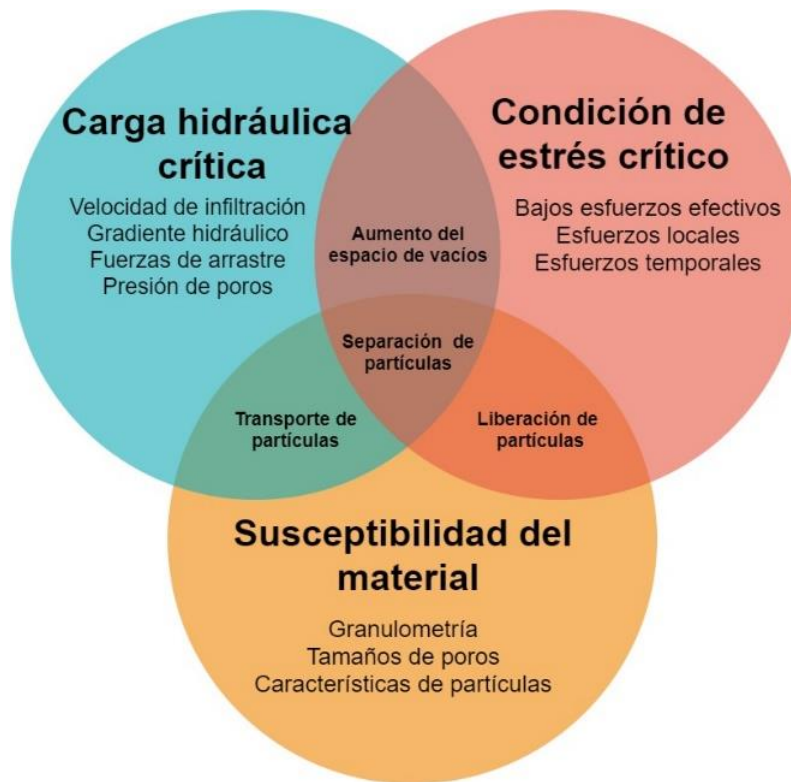 Carga hidráulica
crítica
Velocidad de infiltración
Gradiente hidráulico
Fuerzas de arrastre
Presión de poros
Condición de
estrés crítico
Bajos esfuerzos efectivos
Esfuerzos locales
Esfuerzos temporales
Aumento del
espacio de vacíos
Separación de
partículas
Transporte de
partículas
Liberación de
partículas
Susceptibilidad del
material
Granulometría
Tamaños de poros
Características de partículas